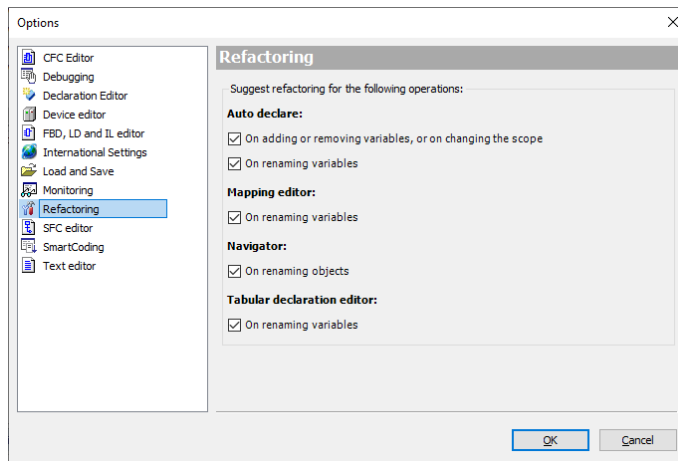 Options
CFC Editor
Debugging
Declaration Editor
Device editor
FBD, LD and IL editor
International Settings
Load and Save
Monitoring
Refactoring
SFC editor
SmartCoding
Text editor
Refactoring
Suggest refactoring for the following operations:
Auto declare:
On adding or removing variables, or on changing the scope
On renaming variables
Mapping editor:
On renaming variables
Navigator:
On renaming objects
Tabular declaration editor:
On renaming variables
OK
Cancel